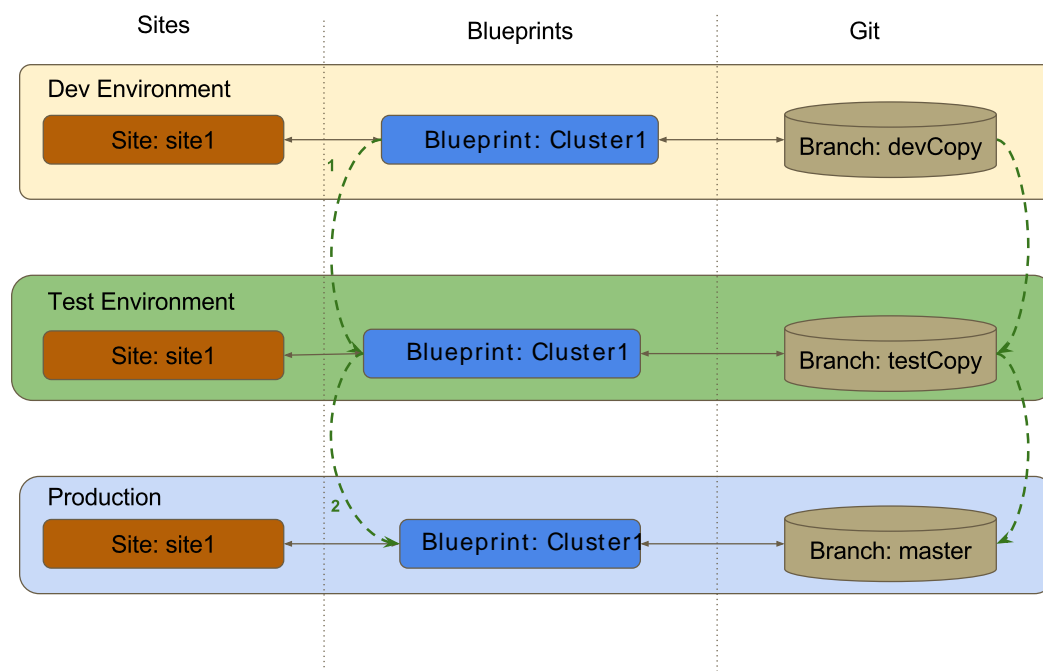 Sites
Blueprints
Git
Dev Environment
Site: site1
Blueprint: Cluster1
Branch: devCopy
1
Test Environment
Site: site1
Blueprint: Cluster1
Branch: testCopy
Production
2
Site: site1
Blueprint: Cluster1
Branch: master